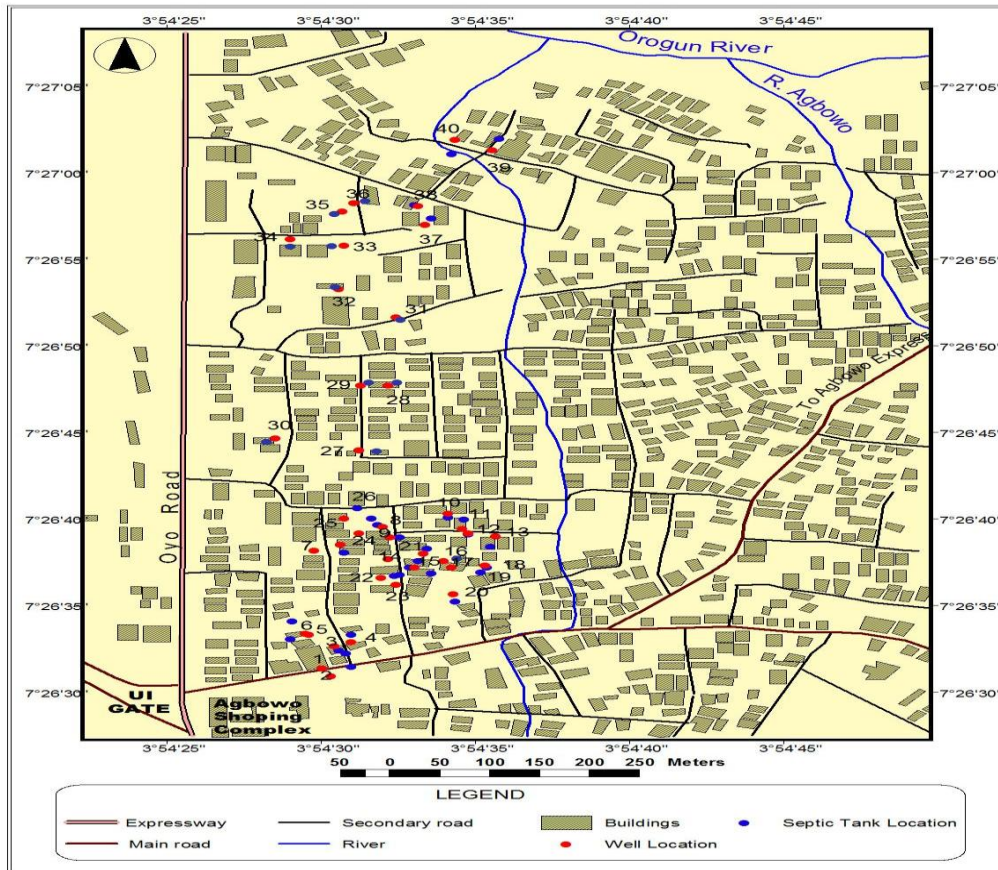 3°54'25" 3°54'30" 3°54'35" 3°54'40" 3°54'45"
Orogun River
R. Agbowo
7°27'05" 7°27'05"
40
39
7°27'00" 7°27'00"
36 38
35
37
34 33
7°26'55" 7°26'55"
32
31
7°26'50" 7°26'50"
To Agbowo Express
29
28
7°26'45" 7°26'45"
30
27
Oyo Road
26 10
7°26'40" 7°26'40"
25 8 11
9 12 13
7 24 21 16
14 15 17 18
22 19
23 20
7°26'35" 7°26'35"
6 5
3 4
1
2
7°26'30" 7°26'30"
UI
GATE
Agbowo
Shoping
Complex
3°54'25" 3°54'30" 3°54'35" 3°54'40" 3°54'45"
50 0 50 100 150 200 250 Meters
LEGEND
Expressway Secondary road Buildings Septic Tank Location
Main road River Well Location